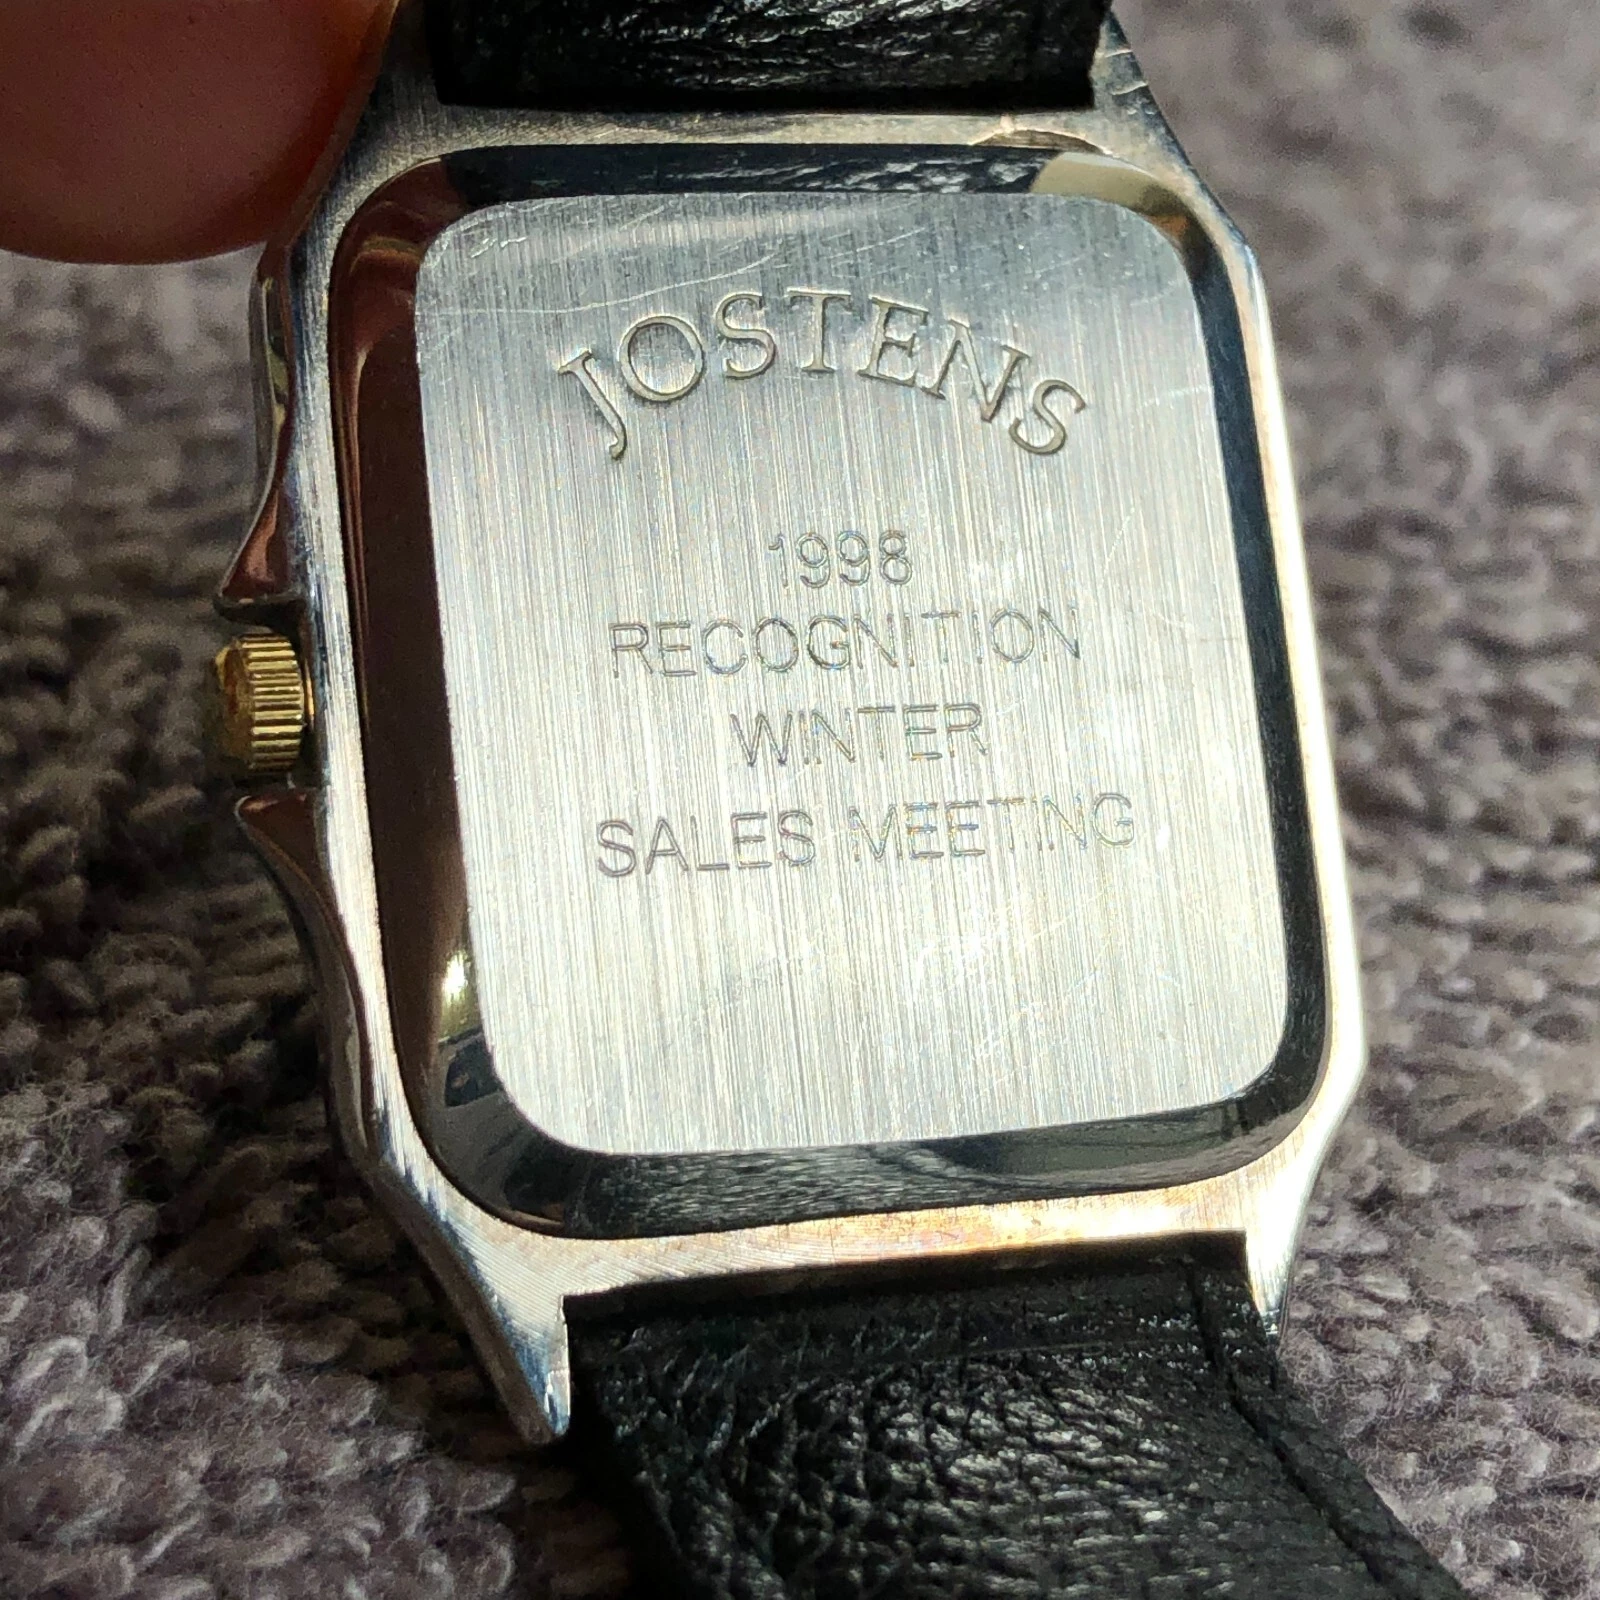 JOSTENS
1998
RECOGNITION
WINTER
SALES MEETING